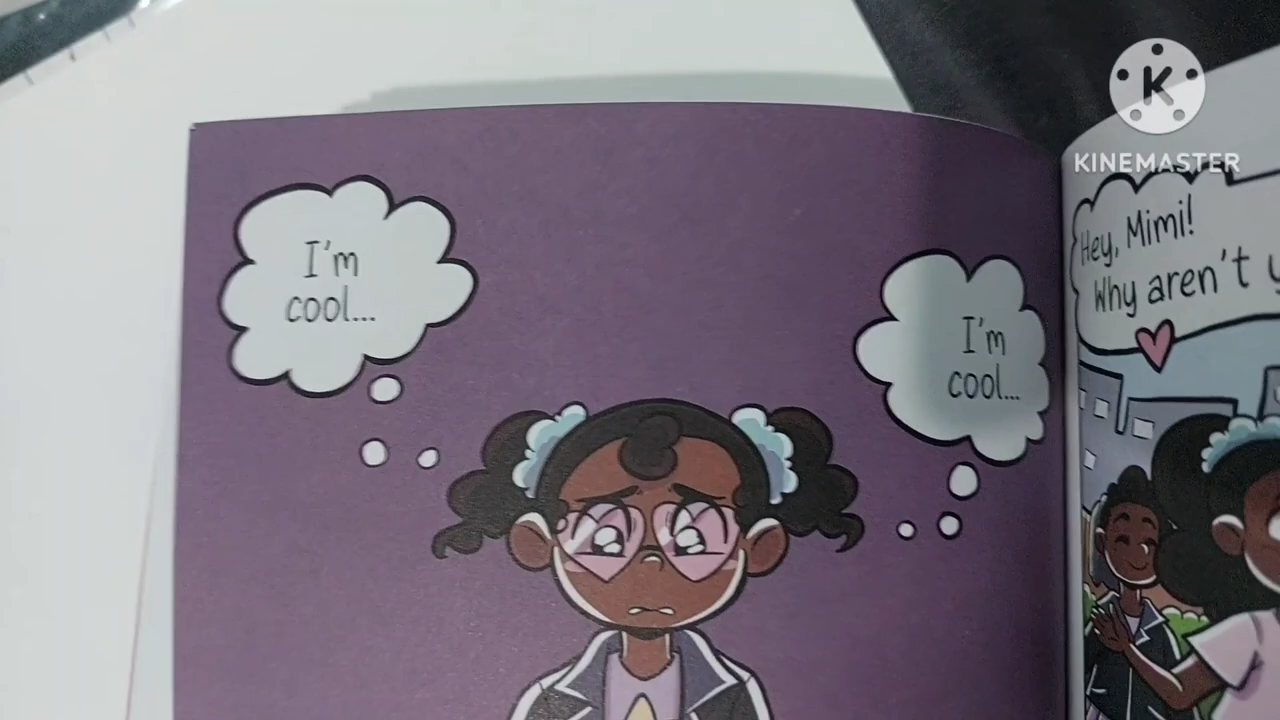 I'm
cool...
I'm
cool...
K
KINEMASTER
Hey, Mimi!
Why aren't